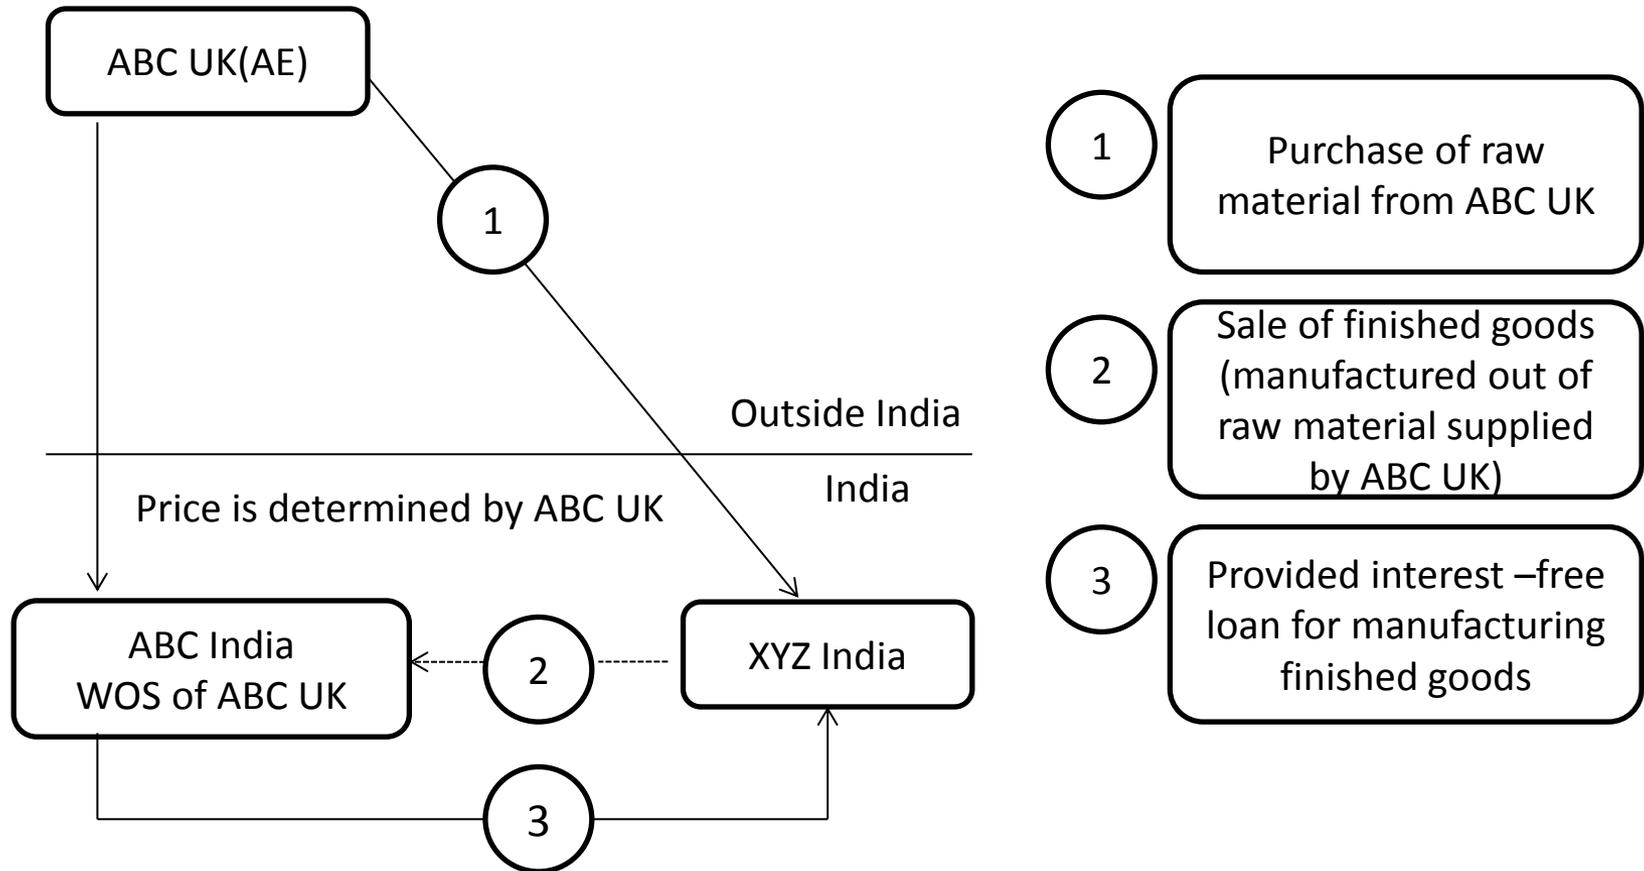 ABC UK(AE)
1
Outside India
India
Price is determined by ABC UK
ABC India
WOS of ABC UK
2
XYZ India
3
1
Purchase of raw
material from ABC UK
2
Sale of finished goods
(manufactured out of
raw material supplied
by ABC UK)
3
Provided interest –free
loan for manufacturing
finished goods